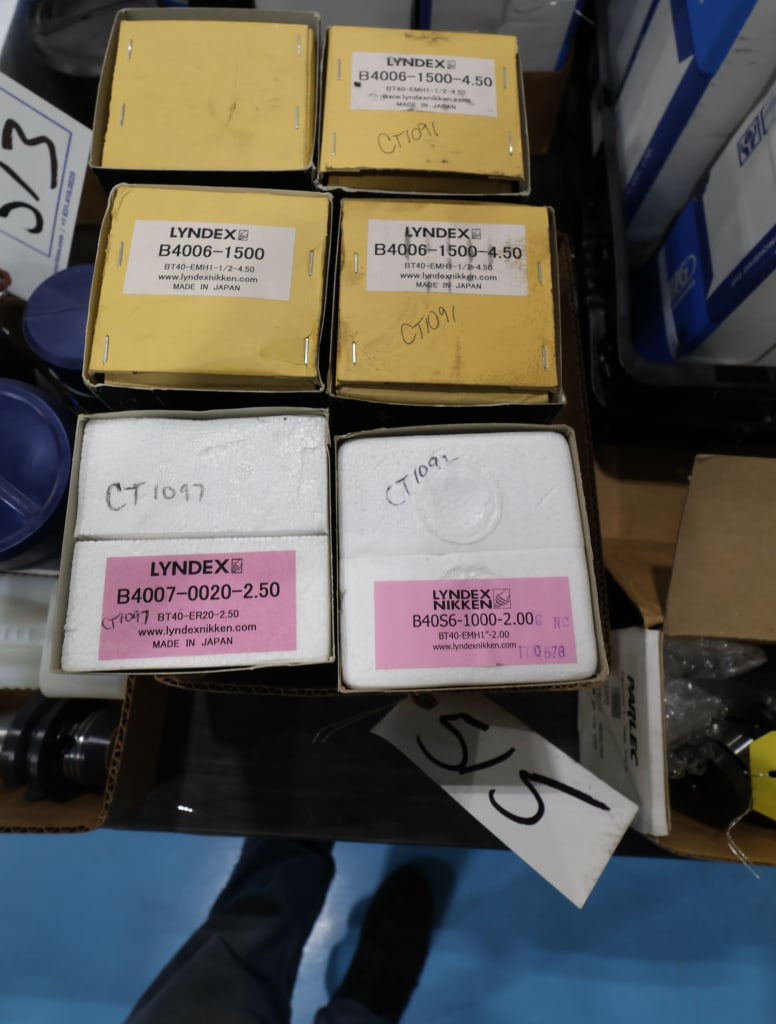 LYNDEX
B4006-1500-4.50
BT40-EMH1-1/2-4.50
www.lyndexnikken.com
MADE IN JAPAN
CT1091
LYNDEX
B4006-1500
BT40-EMH1-1/2-4.50
www.lyndexnikken.com
MADE IN JAPAN
LYNDEX
B4006-1500-4.50
BT40-EMH1-1/2-4.50
www.lyndexnikken.com
MADE IN JAPAN
CT1091
CT1097
LYNDEX
B4007-0020-2.50
CT1097 BT40-ER20-2.50
www.lyndexnikken.com
MADE IN JAPAN
CT1092
LYNDEX
NIKKEN
B40S6-1000-2.00 NC
BT40-EMH1"-2.00
www.lyndexnikken.com
515
PARLEC